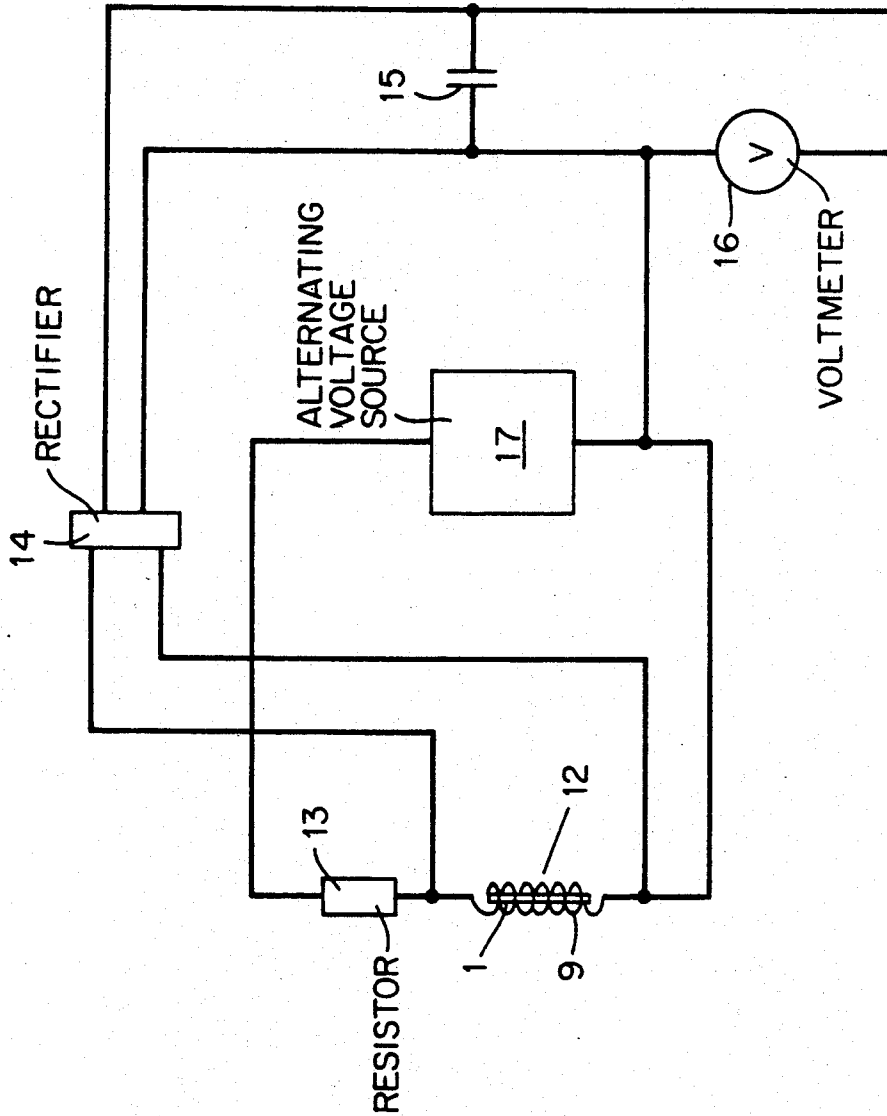 14
RECTIFIER
15
ALTERNATING
VOLTAGE
SOURCE
17
16
V
VOLTMETER
13
RESISTOR
12
1
9